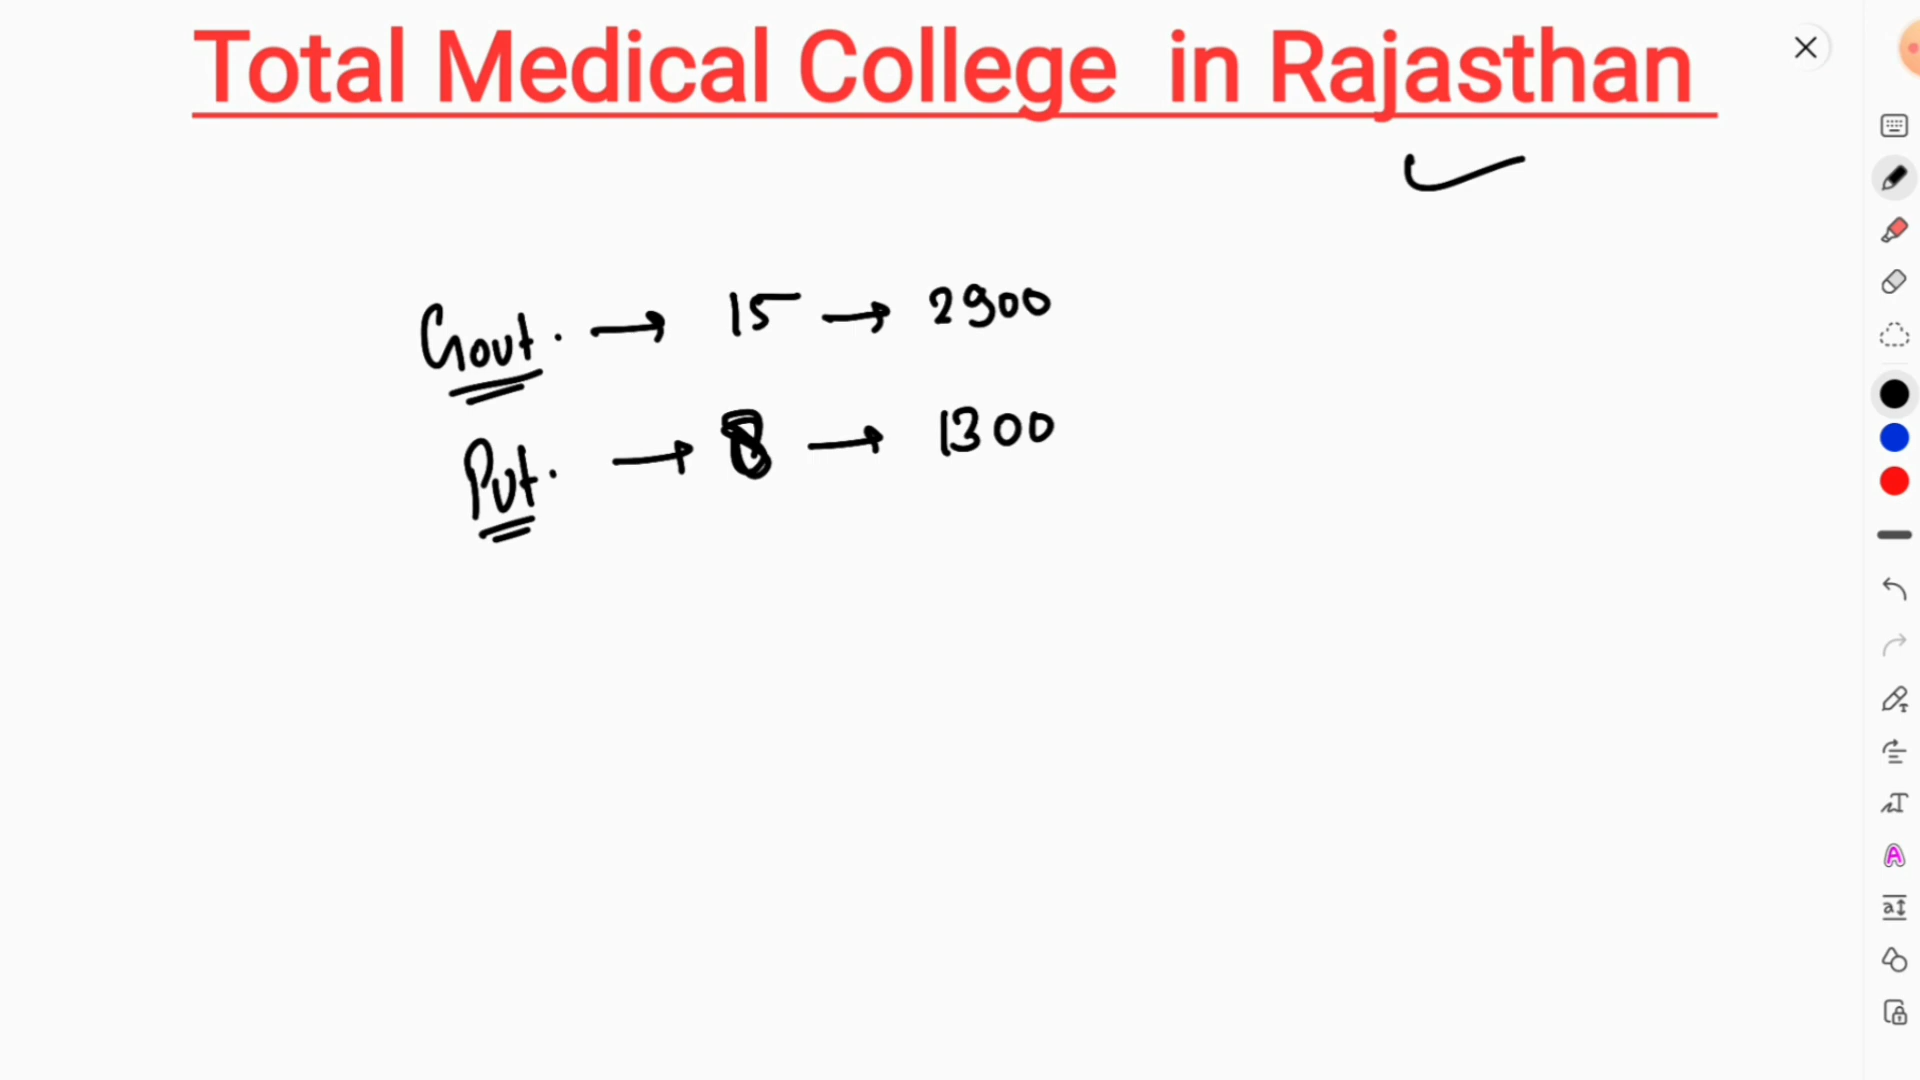 Total Medical College in Rajasthan
Govt. → 15 → 2900
Pvt. → 8 → 1300